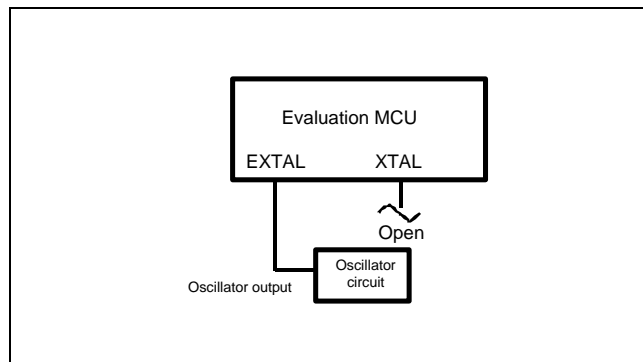 Evaluation MCU
EXTAL XTAL
Open
Oscillator output
Oscillator
circuit